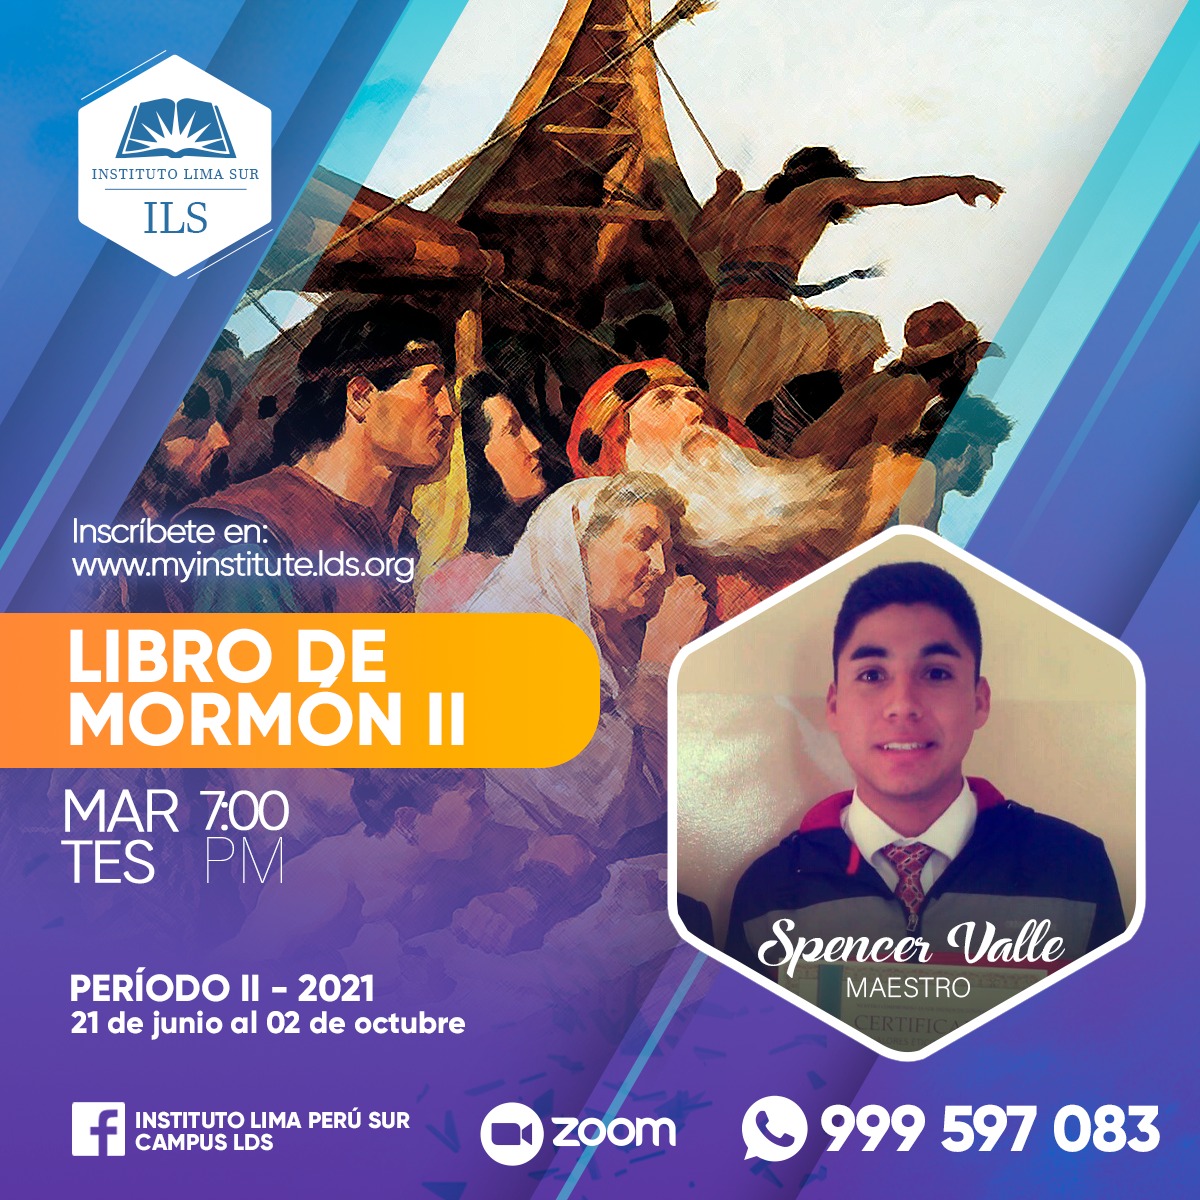 INSTITUTO LIMA SUR
ILS
Inscríbete en:
www.myinstitute.lds.org
LIBRO DE
MORMÓN II
MAR
TES
7:00
PM
Spencer Valle
MAESTRO
PERÍODO II - 2021
21 de junio al 02 de octubre
INSTITUTO LIMA PERÚ SUR
CAMPUS LDS
zoom
999 597 083